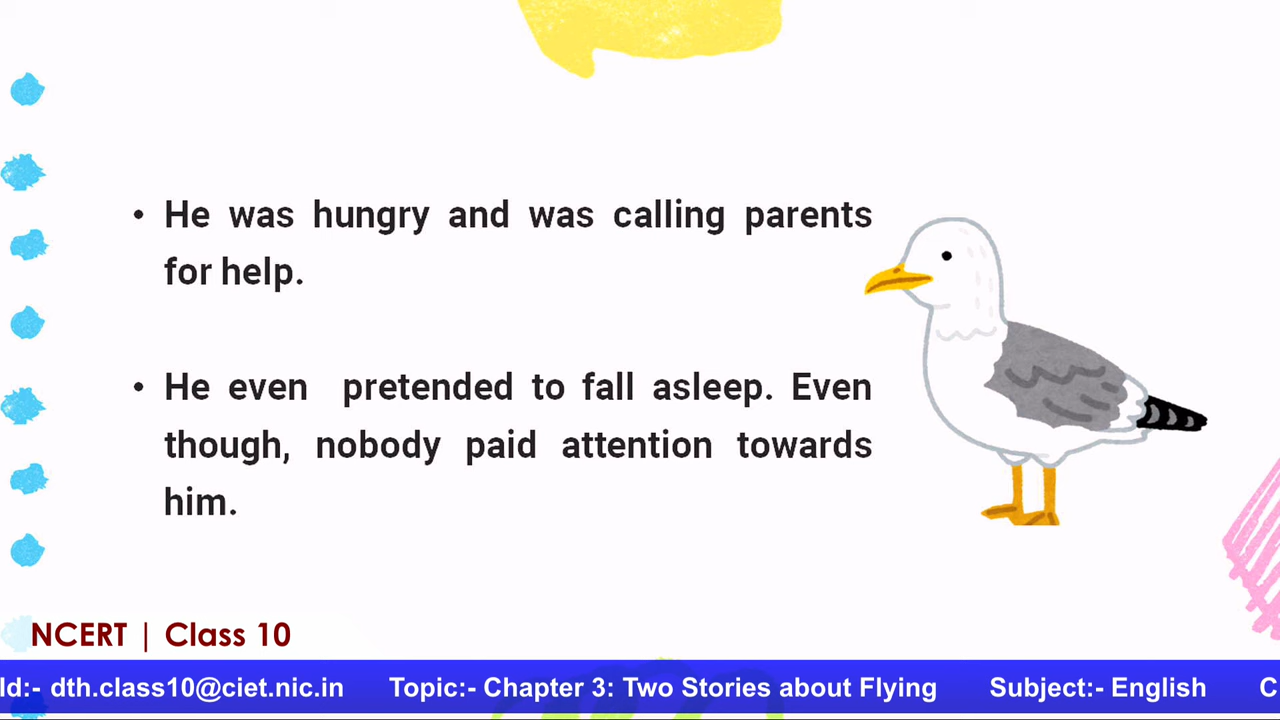 He was hungry and was calling parents
for help.
He even pretended to fall asleep. Even
though, nobody paid attention towards
him.
NCERT | Class 10
Id:- dth.class10@ciet.nic.in Topic:- Chapter 3: Two Stories about Flying Subject:- English C